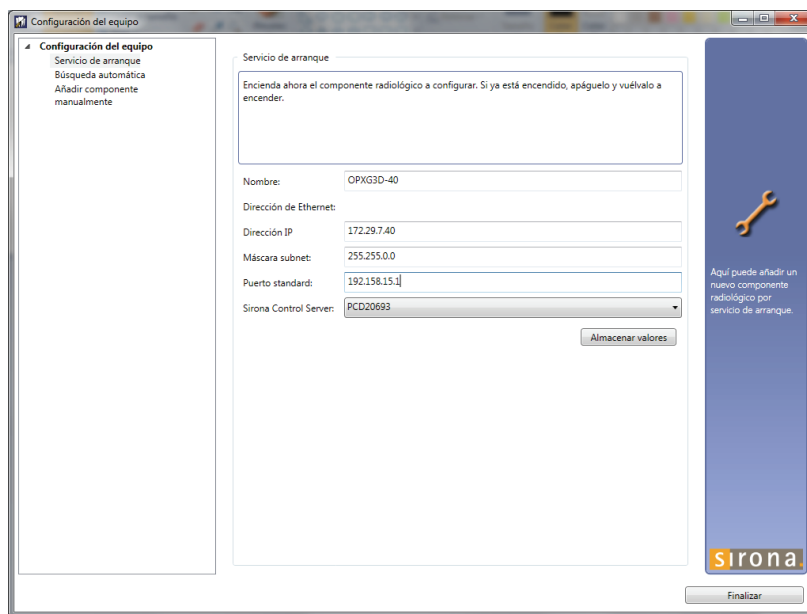 Configuración del equipo
Configuración del equipo
Servicio de arranque
Búsqueda automática
Añadir componente
manualmente
Servicio de arranque
Encienda ahora el componente radiológico a configurar. Si ya está encendido, apáguelo y vuélvalo a
encender.
Nombre: OPXG3D-40
Dirección de Ethernet:
Dirección IP 172.29.7.40
Máscara subnet: 255.255.0.0
Puerto standard: 192.158.15.1
Sirona Control Server: PCD20693
Almacenar valores
Aquí puede añadir un
nuevo componente
radiológico por
servicio de arranque.
sirona.
Finalizar